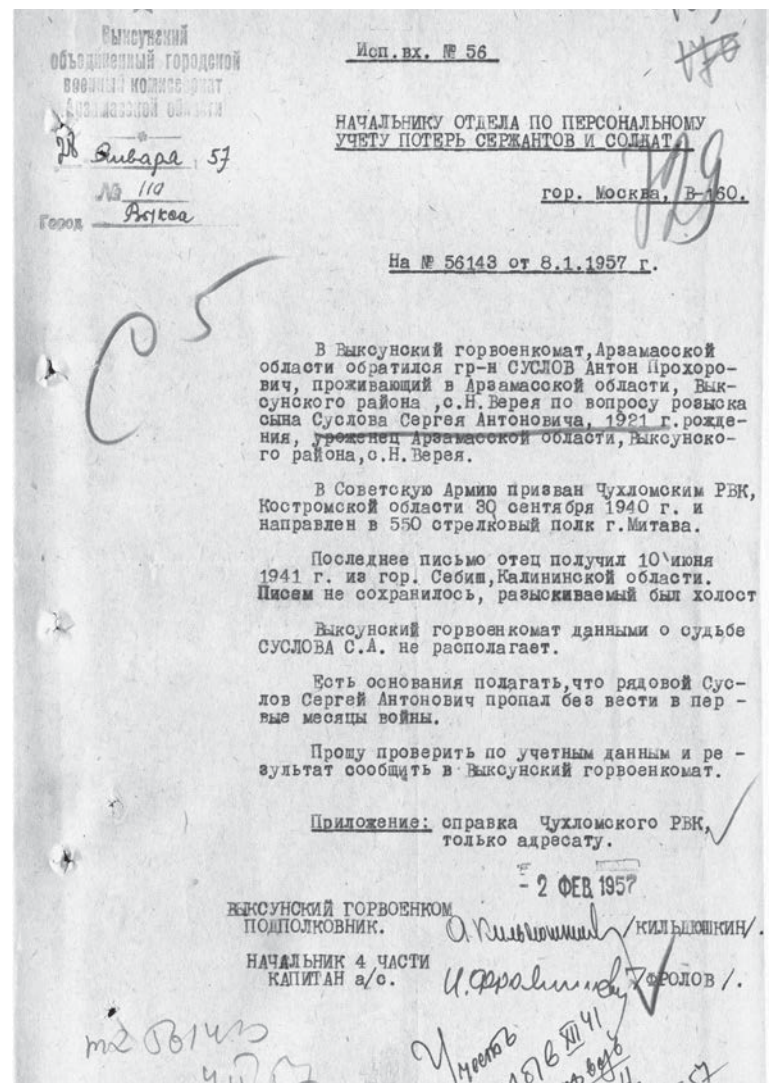 Выксунский
объединенный городской
военный комиссариат
Арзамасской области
28 Января 57
№ 110
Город Выкса
Исп.вх. № 56
НАЧАЛЬНИКУ ОТДЕЛА ПО ПЕРСОНАЛЬНОМУ
УЧЕТУ ПОТЕРЬ СЕРЖАНТОВ И СОЛДАТ
гор. Москва, В-160.
729
На № 56143 от 8.1.1957 г.
С 5
В Выксунский горвоенкомат,Арзамасской
области обратился гр-н СУСЛОВ Антон Прохоро-
вич, проживающий в Арзамасской области, Вык-
сунского района ,с.Н.Верея по вопросу розыска
сына Суслова Сергея Антоновича, 1921 г.рожде-
ния, уроженец Арзамасской области,Выксунско-
го района,с.Н.Верея.
В Советскую Армию призван Чухломским РВК,
Костромской области 30 сентября 1940 г. и
направлен в 550 стрелковый полк г.Митава.
Последнее письмо отец получил 10 июня
1941 г. из гор. Себиш,Калининской области.
Писем не сохранилось, разыскиваемый был холост
Выксунский горвоенкомат данными о судьбе
СУСЛОВА С.А. не располагает.
Есть основания полагать,что рядовой Сус-
лов Сергей Антонович пропал без вести в пер -
вые месяцы войны.
Прошу проверить по учетным данным и ре -
зультат сообщить в Выксунский горвоенкомат.
Приложение: справка Чухломского РВК,
только адресату.
- 2 ФЕВ 1957
ВЫКСУНСКИЙ ГОРВОЕНКОМ
ПОДПОЛКОВНИК. /КИЛЬДЮШКИН/.
НАЧАЛЬНИК 4 ЧАСТИ
КАПИТАН а/с. /ФРОЛОВ /.